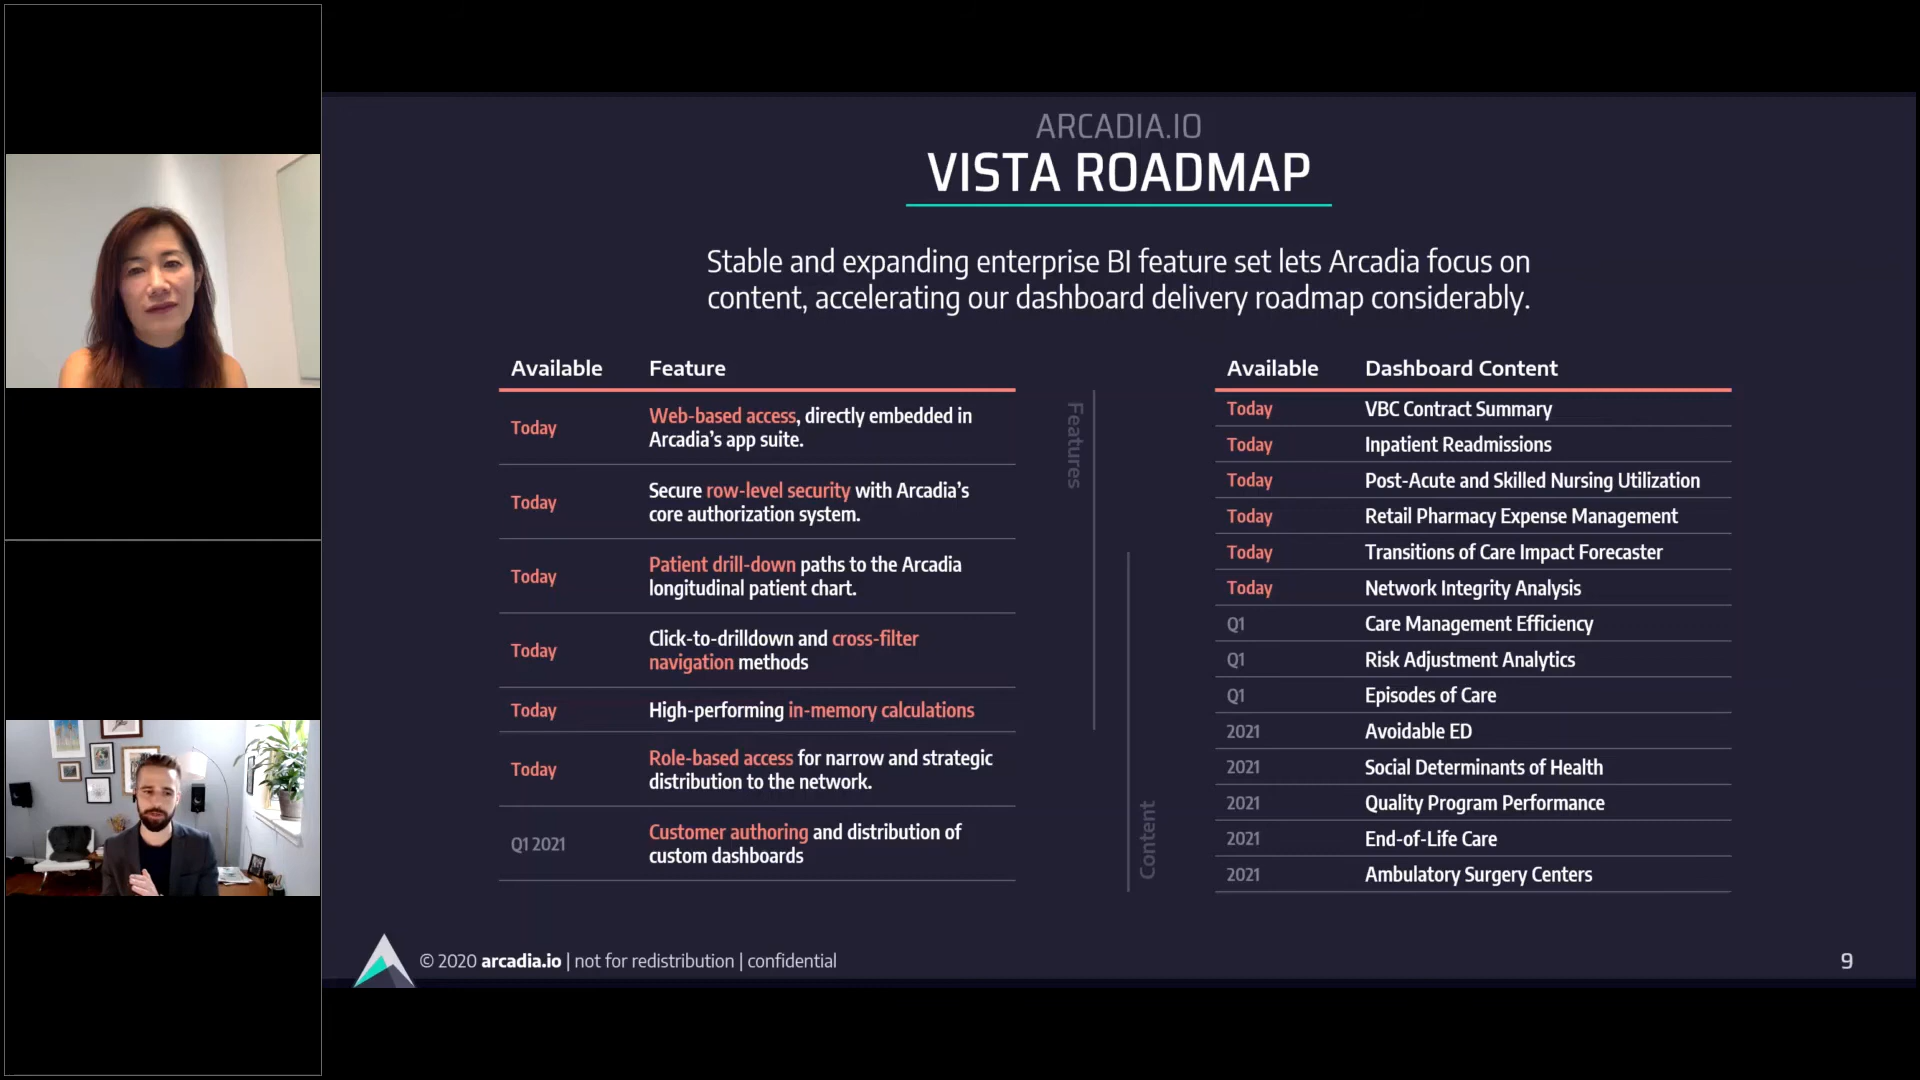 ARCADIA.IO
VISTA ROADMAP
Stable and expanding enterprise BI feature set lets Arcadia focus on
content, accelerating our dashboard delivery roadmap considerably.
Available Feature
Today Web-based access, directly embedded in
Arcadia’s app suite.
Today Secure row-level security with Arcadia’s
core authorization system.
Today Patient drill-down paths to the Arcadia
longitudinal patient chart.
Today Click-to-drilldown and cross-filter
navigation methods
Today High-performing in-memory calculations
Today Role-based access for narrow and strategic
distribution to the network.
Q1 2021 Customer authoring and distribution of
custom dashboards
Features
Content
Available Dashboard Content
Today VBC Contract Summary
Today Inpatient Readmissions
Today Post-Acute and Skilled Nursing Utilization
Today Retail Pharmacy Expense Management
Today Transitions of Care Impact Forecaster
Today Network Integrity Analysis
Q1 Care Management Efficiency
Q1 Risk Adjustment Analytics
Q1 Episodes of Care
2021 Avoidable ED
2021 Social Determinants of Health
2021 Quality Program Performance
2021 End-of-Life Care
2021 Ambulatory Surgery Centers
© 2020 arcadia.io | not for redistribution | confidential
9